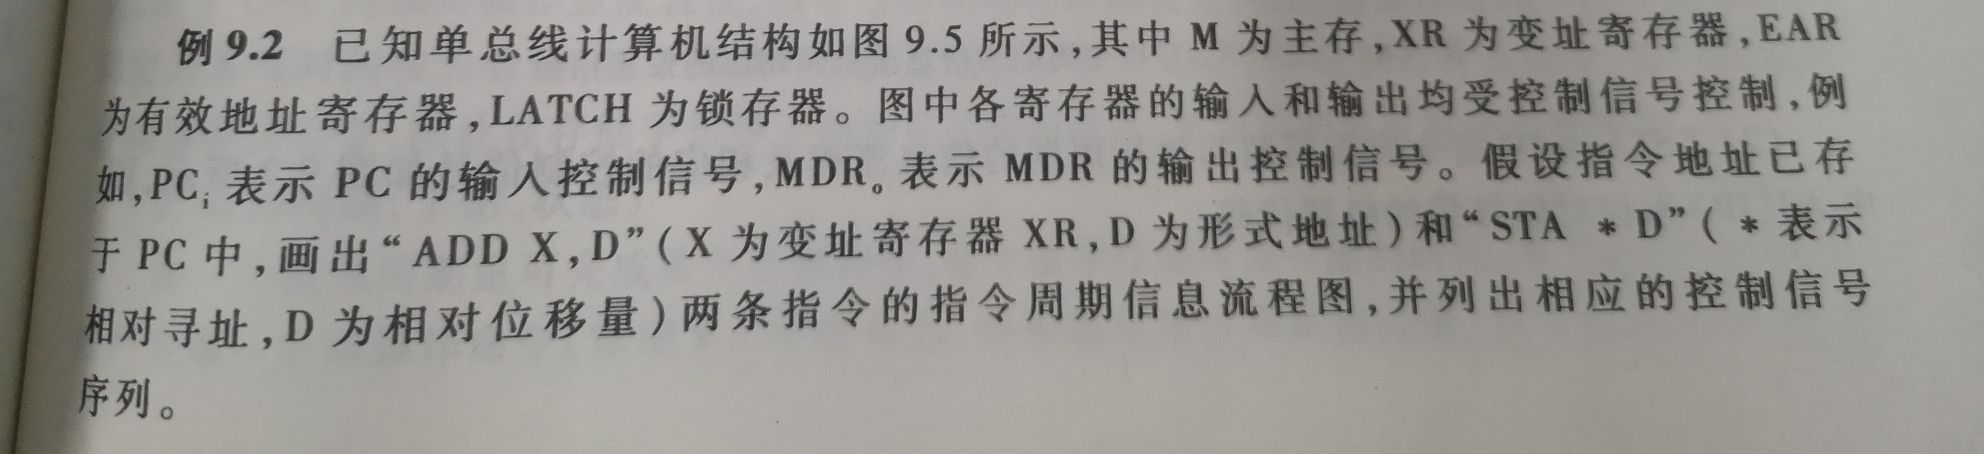 例 9.2 已知单总线计算机结构如图 9.5 所示,其中 M 为主存,XR 为变址寄存器,EAR
为有效地址寄存器,LATCH 为锁存器。图中各寄存器的输入和输出均受控制信号控制,例
如,PCᵢ 表示 PC 的输入控制信号,MDRₒ 表示 MDR 的输出控制信号。假设指令地址已存
于 PC 中,画出“ADD X,D”(X 为变址寄存器 XR,D 为形式地址)和“STA * D”(* 表示
相对寻址,D 为相对位移量)两条指令的指令周期信息流程图,并列出相应的控制信号
序列。